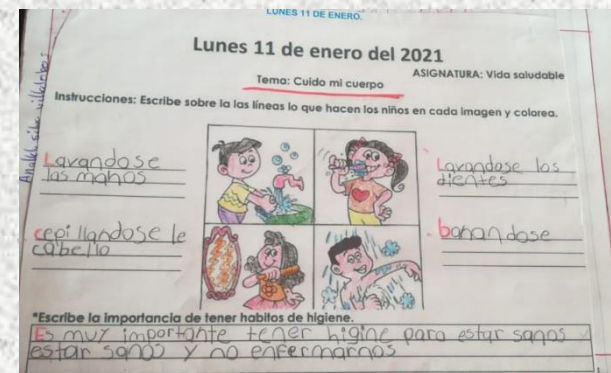 LUNES 11 DE ENERO.
Lunes 11 de enero del 2021
Tema: Cuido mi cuerpo
ASIGNATURA: Vida saludable
Instrucciones: Escribe sobre la las líneas lo que hacen los niños en cada imagen y colorea.
Lavandose
las manos
Lavandose los
dientes
cepillandose le
cabello
bañandose
*Escribe la importancia de tener habitos de higiene.
Es muy importante tener higine para estar sanos y
estar sanos y no enfermarnos